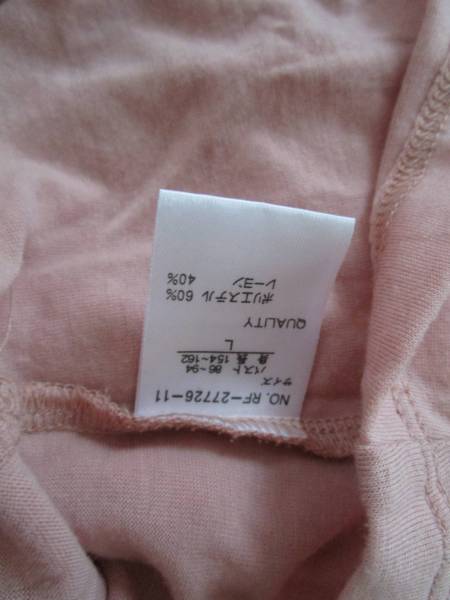 NO. RF-27726-11
サイズ
バスト 86~94
身長 154~162
L
QUALITY
ポリエステル 60%
レーヨン 40%